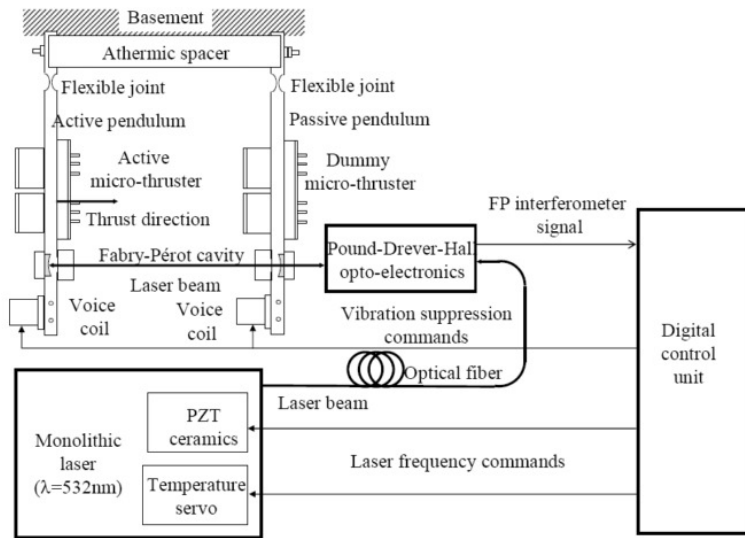 Basement
Athermic spacer
Flexible joint
Flexible joint
Active pendulum
Passive pendulum
Active
micro-thruster
Dummy
micro-thruster
Thrust direction
FP interferometer
signal
Fabry-Pérot cavity
Pound-Drever-Hall
opto-electronics
Laser beam
Voice
coil
Voice
coil
Vibration suppression
commands
Digital
control
unit
Optical fiber
Laser beam
Monolithic
laser
(λ=532nm)
PZT
ceramics
Temperature
servo
Laser frequency commands